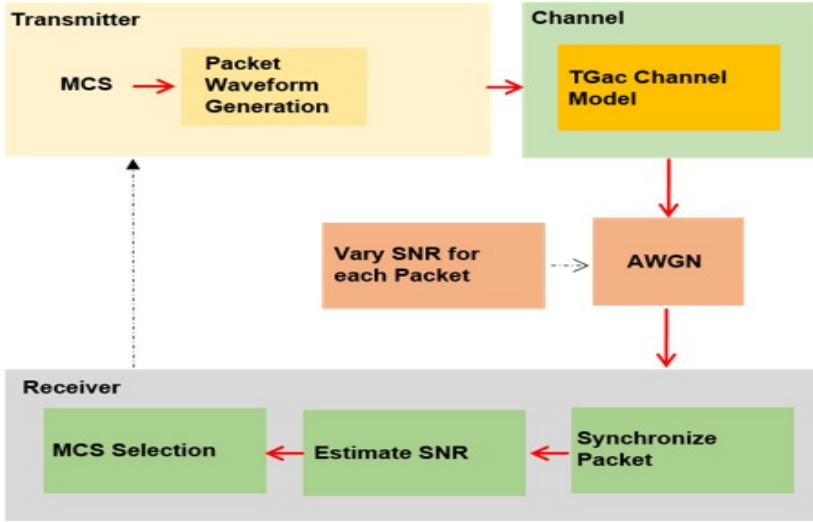 Transmitter
MCS
Packet
Waveform
Generation
Channel
TGac Channel
Model
Vary SNR for
each Packet
AWGN
Receiver
MCS Selection
Estimate SNR
Synchronize
Packet